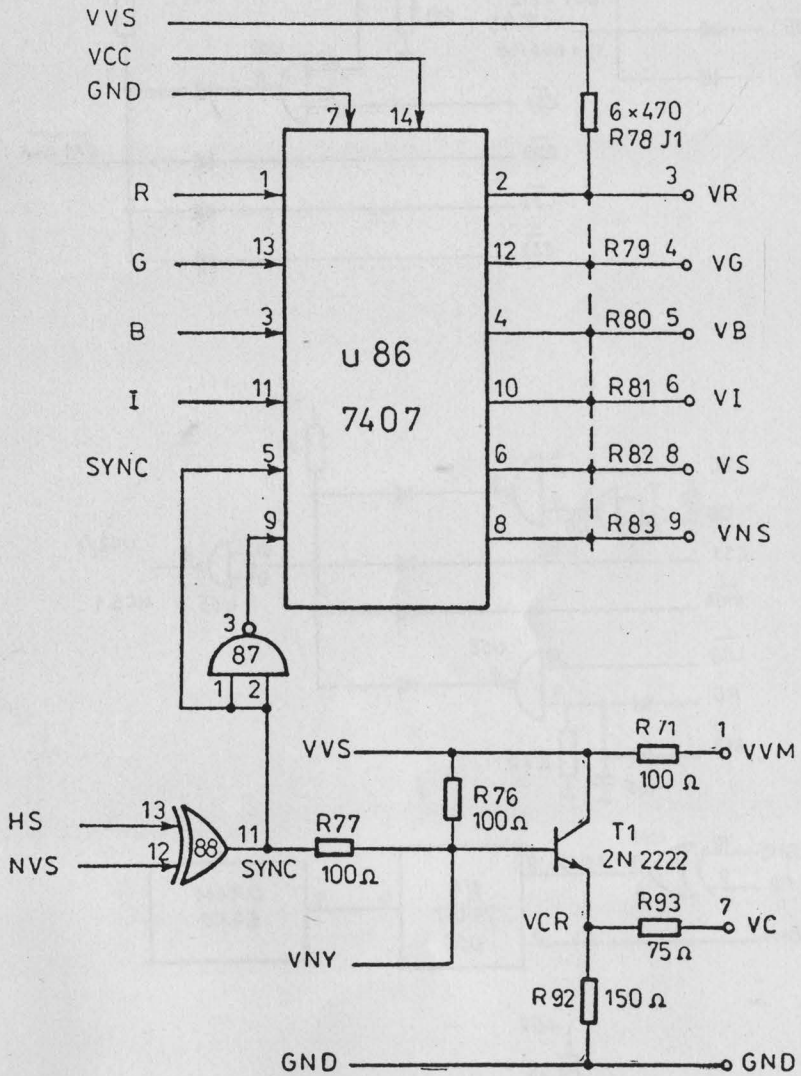 VVS
VCC
GND
7 14
6×470
R78 J1
R 1 2 3 VR
G 13 12 R79 4 VG
B 3 4 R80 5 VB
u 86
I 11 10 R81 6 VI
7407
SYNC 5 6 R82 8 VS
9 8 R83 9 VNS
3
87
1 2
VVS R71 1 VVM
100 Ω
R76
100Ω
HS 13
88 11 R77
T1
2N 2222
NVS 12
SYNC 100Ω
VCR R93 7 VC
75 Ω
VNY
R92 150 Ω
GND GND